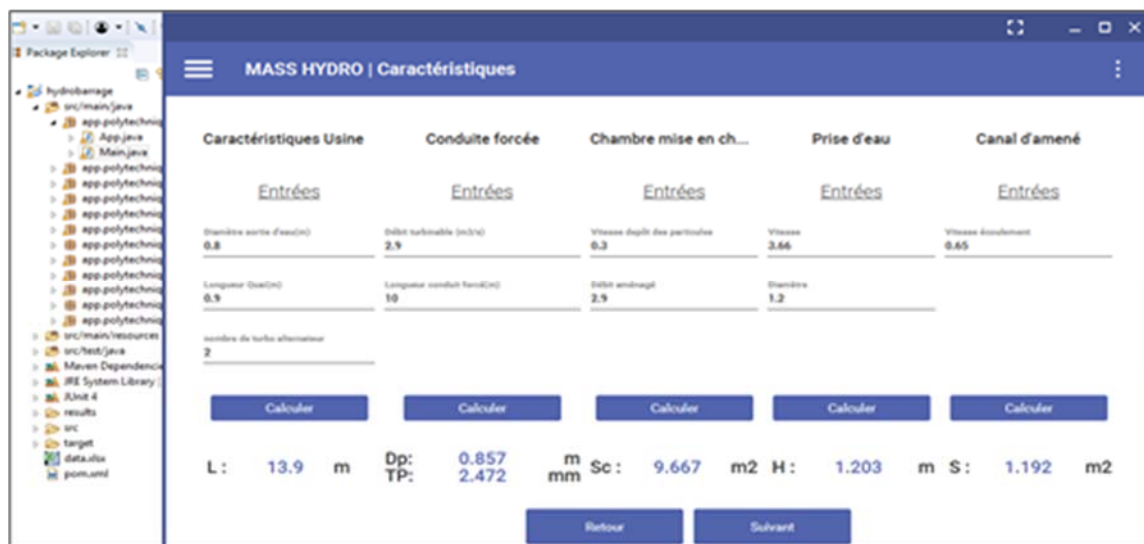 Package Explorer
hydrobarrage
src/main/java
app.polytechniq
App.java
Main.java
app.polytechniq
app.polytechniq
app.polytechniq
app.polytechniq
app.polytechniq
app.polytechniq
app.polytechniq
app.polytechniq
app.polytechniq
app.polytechniq
src/main/resources
src/test/java
Maven Dependencie
JRE System Library
JUnit 4
results
src
target
data.xlsx
pom.xml
MASS HYDRO | Caractéristiques
Caractéristiques Usine Conduite forcée Chambre mise en ch... Prise d'eau Canal d'amené
Entrées Entrées Entrées Entrées Entrées
Diamètre sortie d'eau(m) Débit turbinable (m3/s) Vitesse depôt des particules Vitesse Vitesse écoulement
0.8 2.9 0.3 3.66 0.65
Longueur Quai(m) Longueur conduit forcé(m) Débit aménagé Diamètre
0.9 10 2.9 1.2
nombre de turbo alternateur
2
Calculer Calculer Calculer Calculer Calculer
L : 13.9 m Dp: 0.857 m Sc : 9.667 m2 H : 1.203 m S : 1.192 m2
TP: 2.472 mm
Retour Suivant